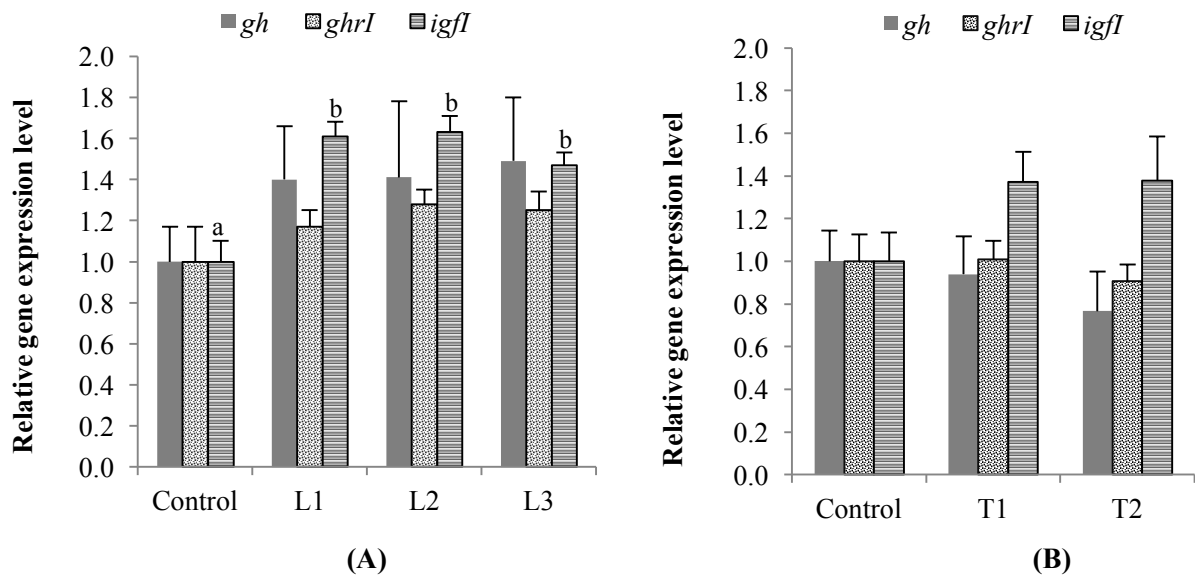 gh ghrI igfI
Relative gene expression level
2.0
1.8
1.6
1.4
1.2
1.0
0.8
0.6
0.4
0.2
0.0
a
b
b
b
Control L1 L2 L3
(A)
gh ghrI igfI
Relative gene expression level
2.0
1.8
1.6
1.4
1.2
1.0
0.8
0.6
0.4
0.2
0.0
Control T1 T2
(B)